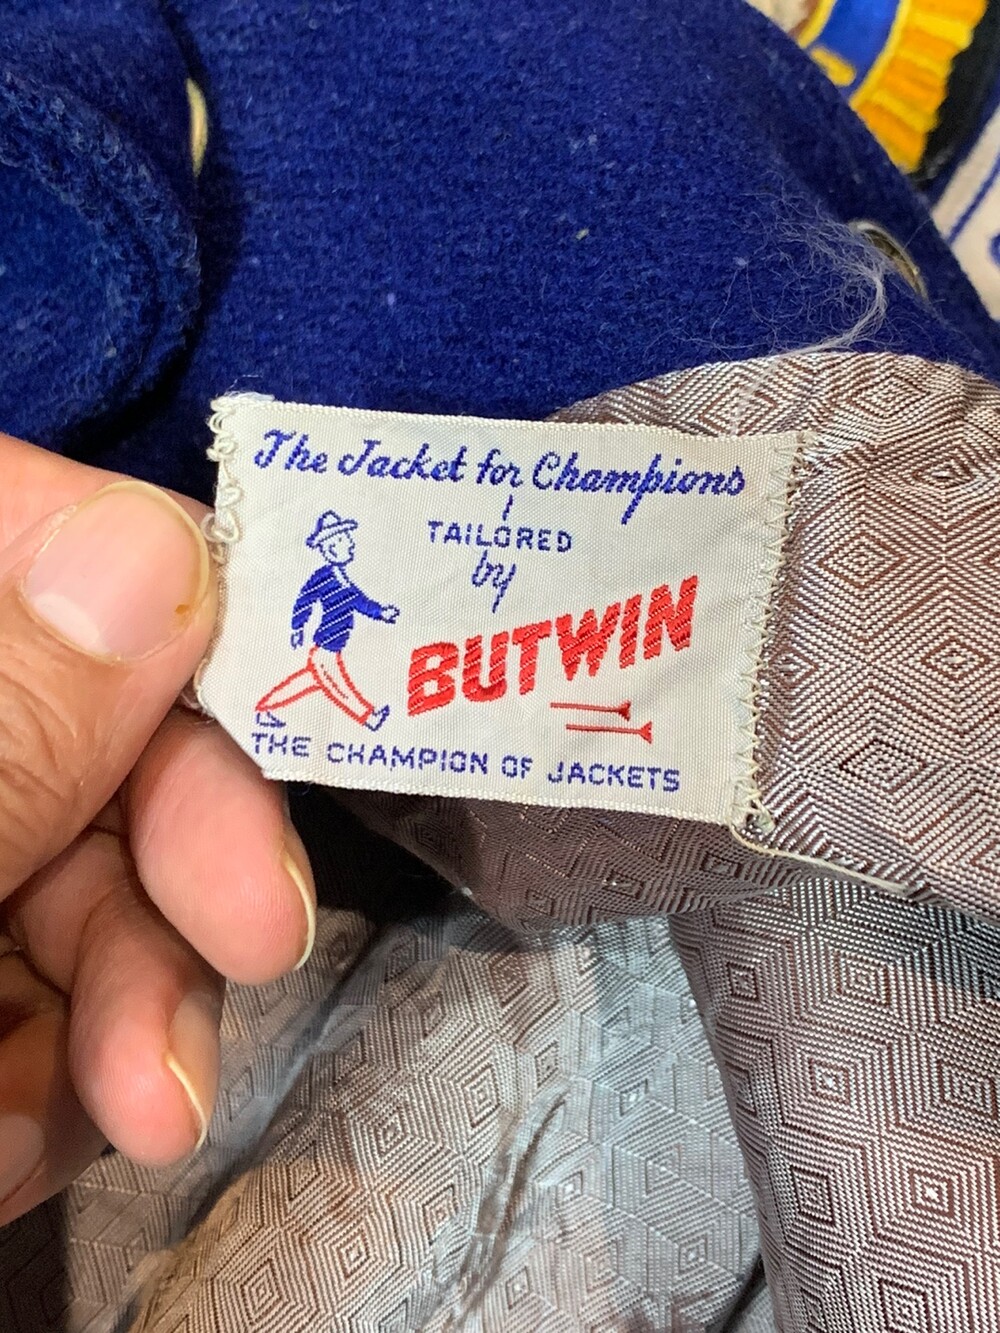 The Jacket for Champions
TAILORED
by
BUTWIN
THE CHAMPION OF JACKETS